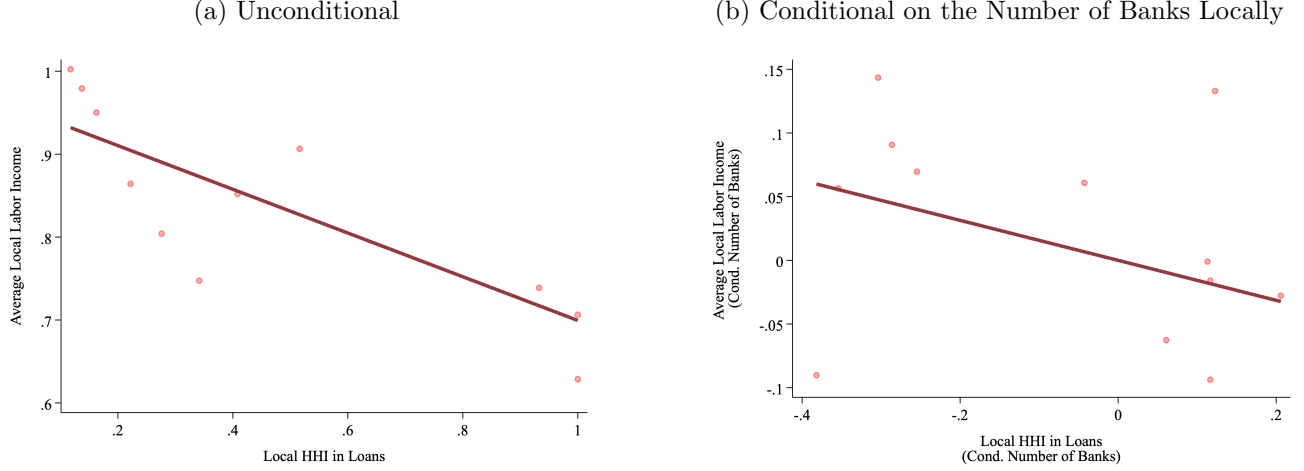 (a) Unconditional
1
.9
.8
.7
.6
Average Local Labor Income
.2
.4
.6
.8
1
Local HHI in Loans
(b) Conditional on the Number of Banks Locally
.15
.1
.05
0
-.05
-.1
Average Local Labor Income
(Cond. Number of Banks)
-.4
-.2
0
.2
Local HHI in Loans
(Cond. Number of Banks)